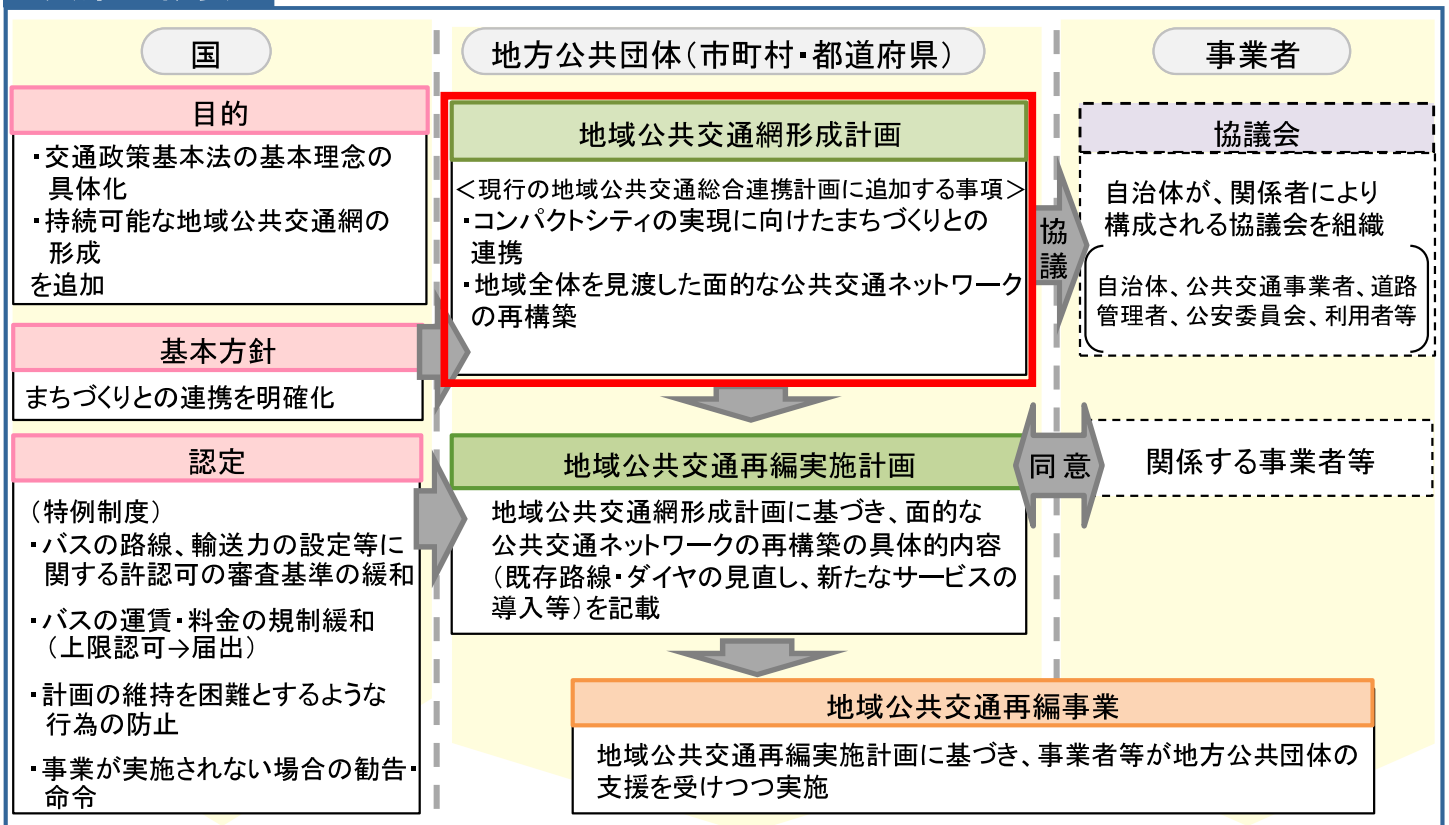 国
目的
・交通政策基本法の基本理念の
具体化
・持続可能な地域公共交通網の
形成
を追加
基本方針
まちづくりとの連携を明確化
認定
（特例制度）
・バスの路線、輸送力の設定等に
関する許認可の審査基準の緩和
・バスの運賃・料金の規制緩和
（上限認可→届出）
・計画の維持を困難とするような
行為の防止
・事業が実施されない場合の勧告・
命令
地方公共団体（市町村・都道府県）
地域公共交通網形成計画
＜現行の地域公共交通総合連携計画に追加する事項＞
・コンパクトシティの実現に向けたまちづくりとの
連携
・地域全体を見渡した面的な公共交通ネットワーク
の再構築
地域公共交通再編実施計画
地域公共交通網形成計画に基づき、面的な
公共交通ネットワークの再構築の具体的内容
（既存路線・ダイヤの見直し、新たなサービスの
導入等）を記載
協議
同意
事業者
協議会
自治体が、関係者により
構成される協議会を組織
自治体、公共交通事業者、道路
管理者、公安委員会、利用者等
関係する事業者等
地域公共交通再編事業
地域公共交通再編実施計画に基づき、事業者等が地方公共団体の
支援を受けつつ実施